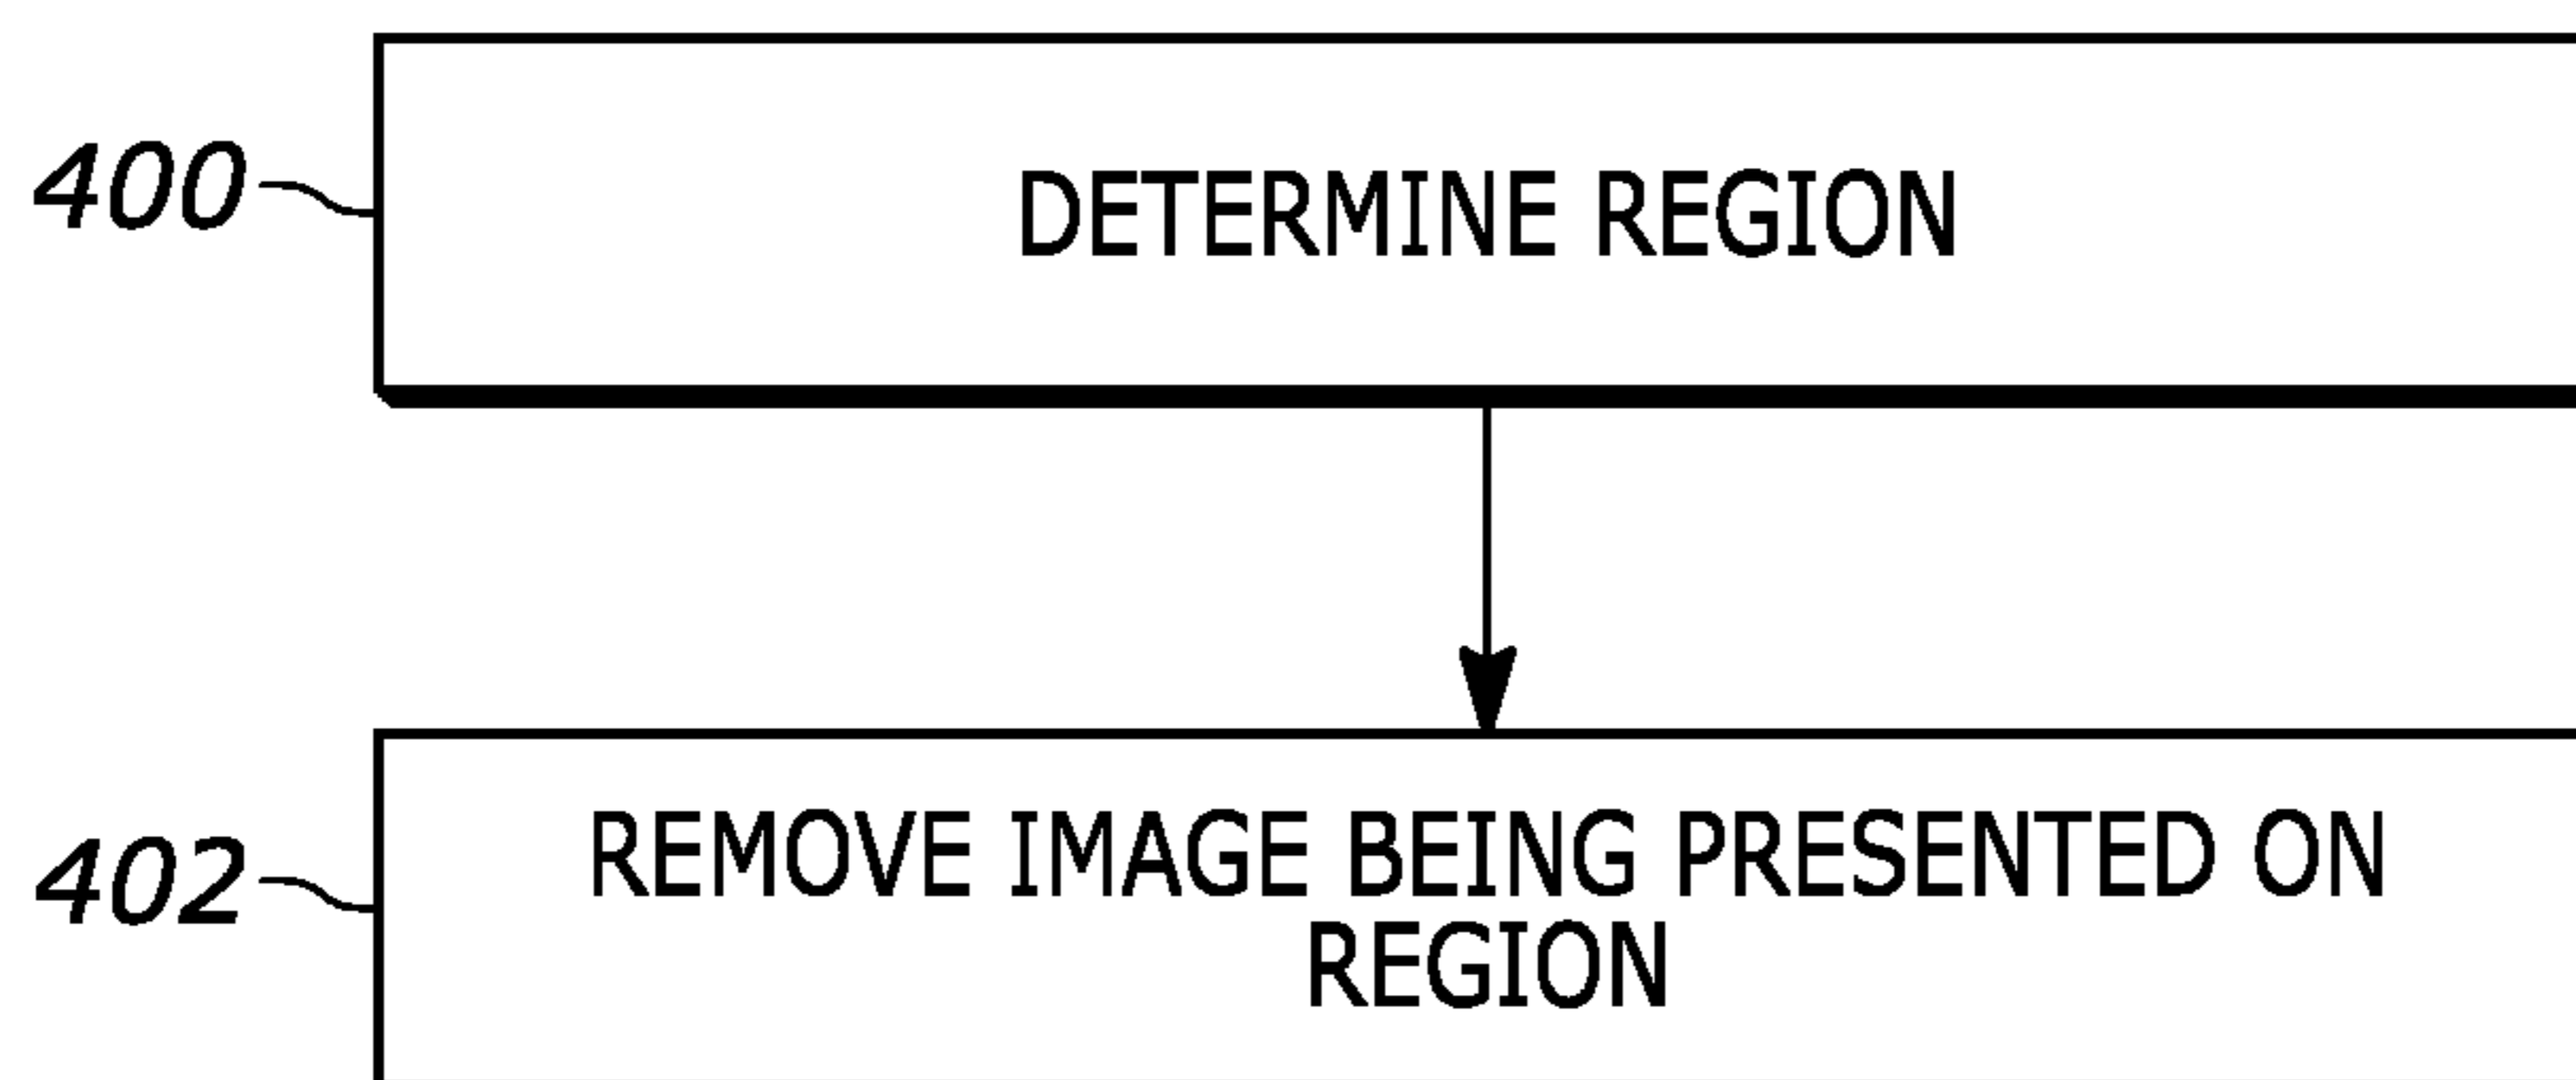 400
DETERMINE REGION
402
REMOVE IMAGE BEING PRESENTED ON
REGION